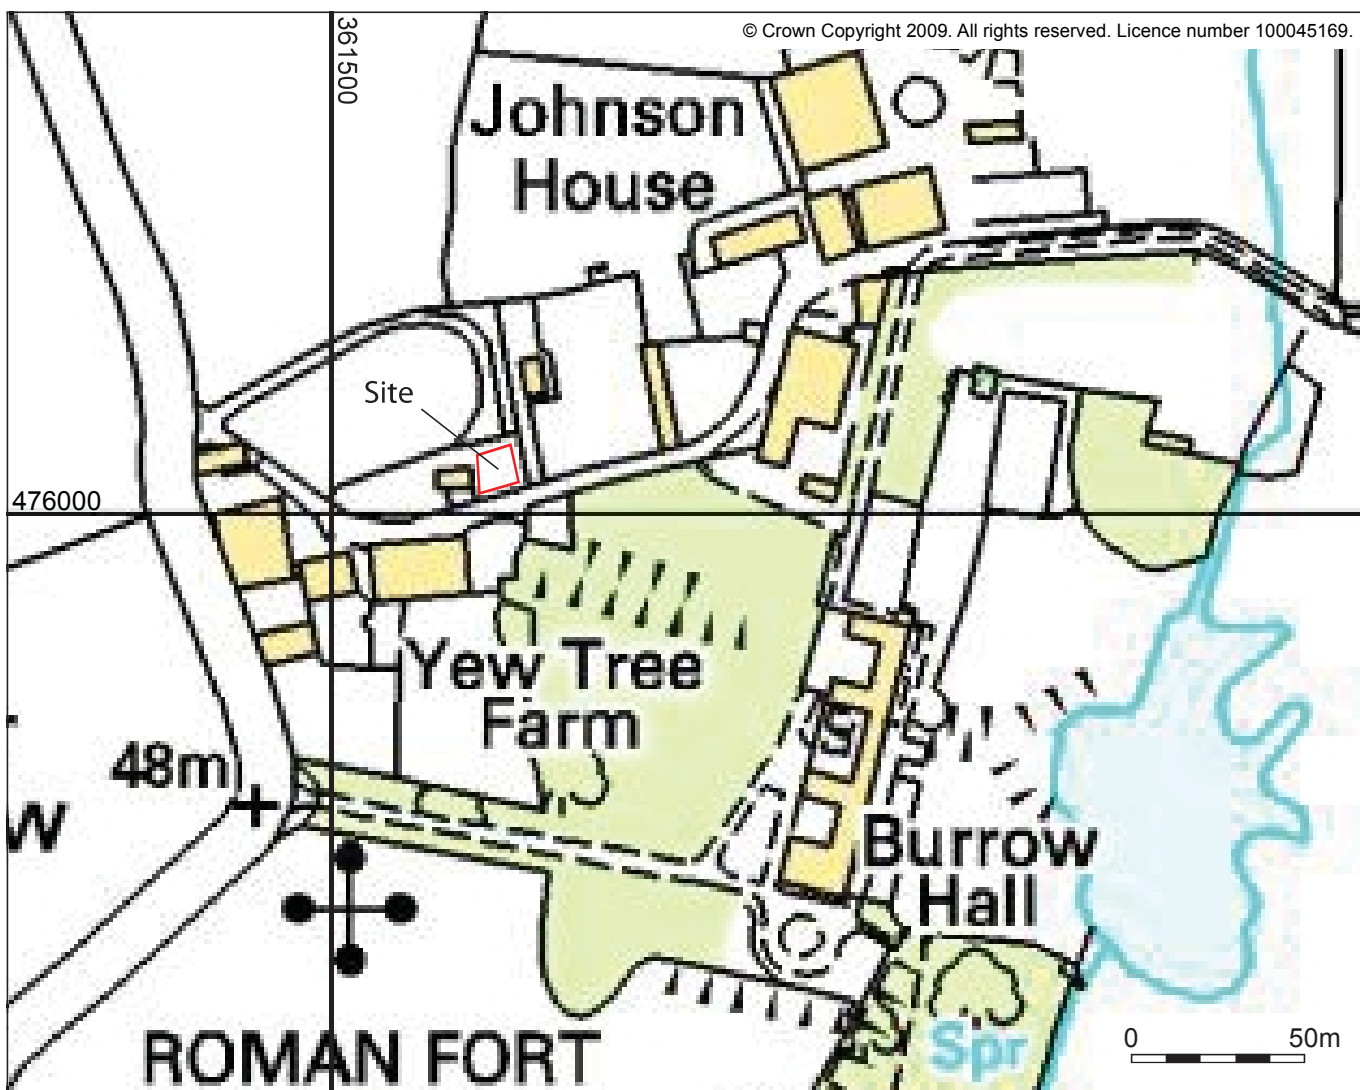 © Crown Copyright 2009. All rights reserved. Licence number 100045169.
361500
Johnson
House
Site
476000
Yew Tree
Farm
48m
w
Burrow
Hall
ROMAN FORT
Spr
0 50m